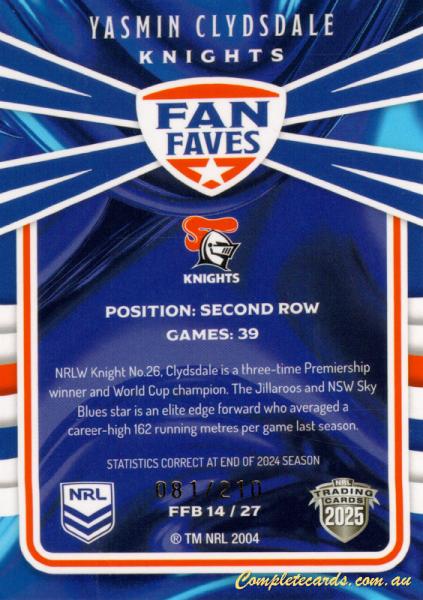 YASMIN CLYDSDALE
KNIGHTS
FAN
FAVES
KNIGHTS
POSITION: SECOND ROW
GAMES: 39
NRLW Knight No.26, Clydsdale is a three-time Premiership
winner and World Cup champion. The Jillaroos and NSW Sky
Blues star is an elite edge forward who averaged a
career-high 162 running metres per game last season.
STATISTICS CORRECT AT END OF 2024 SEASON
081/210
NRL
FFB 14 / 27
NRL
TRADING
CARDS
2025
® TM NRL 2004
Completecards.com.au